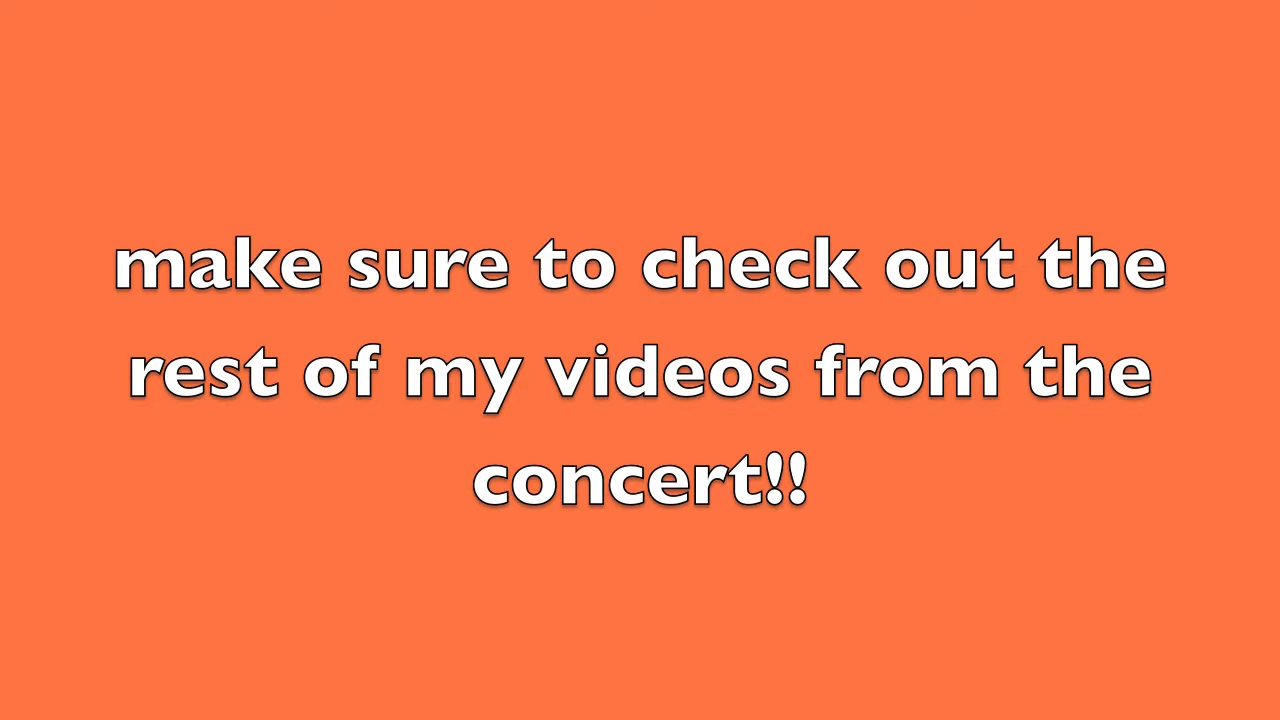 make sure to check out the
rest of my videos from the
concert!!